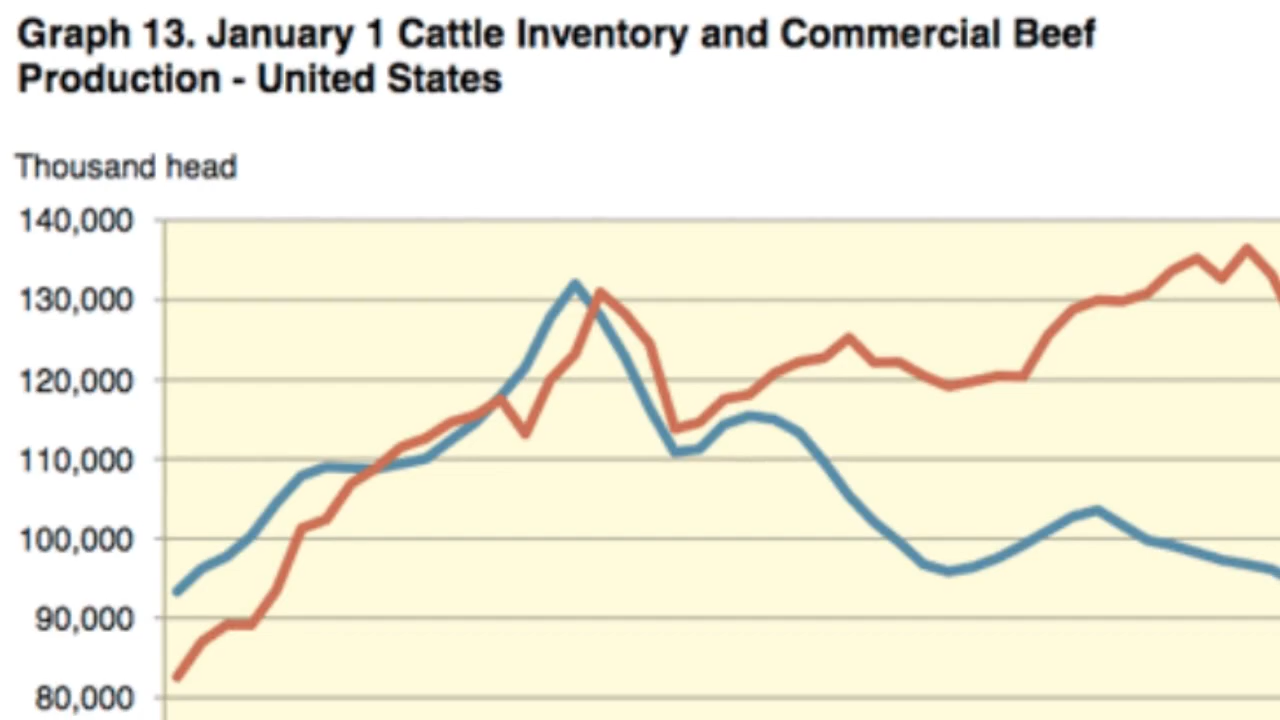 Graph 13. January 1 Cattle Inventory and Commercial Beef
Production - United States
Thousand head
140,000
130,000
120,000
110,000
100,000
90,000
80,000